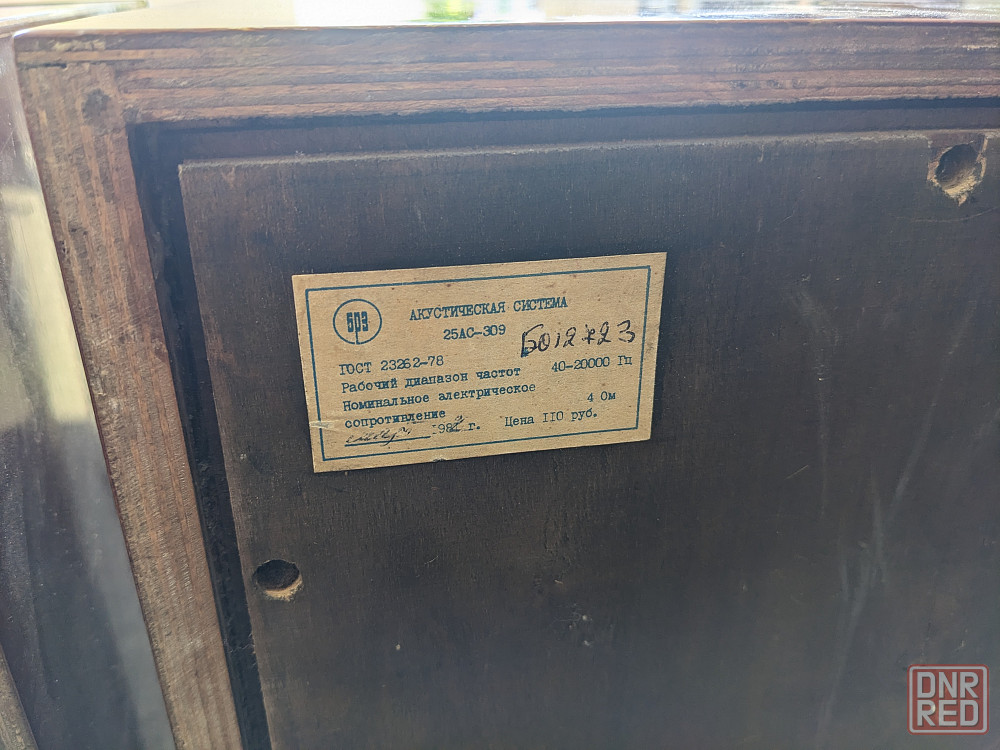 БРЗ
АКУСТИЧЕСКАЯ СИСТЕМА
25АС-309
ГОСТ 23262-78
Рабочий диапазон частот 40-20000 Гц
Номинальное электрическое
сопротивление 4 Ом
г. Цена 110 руб.
DNR
RED